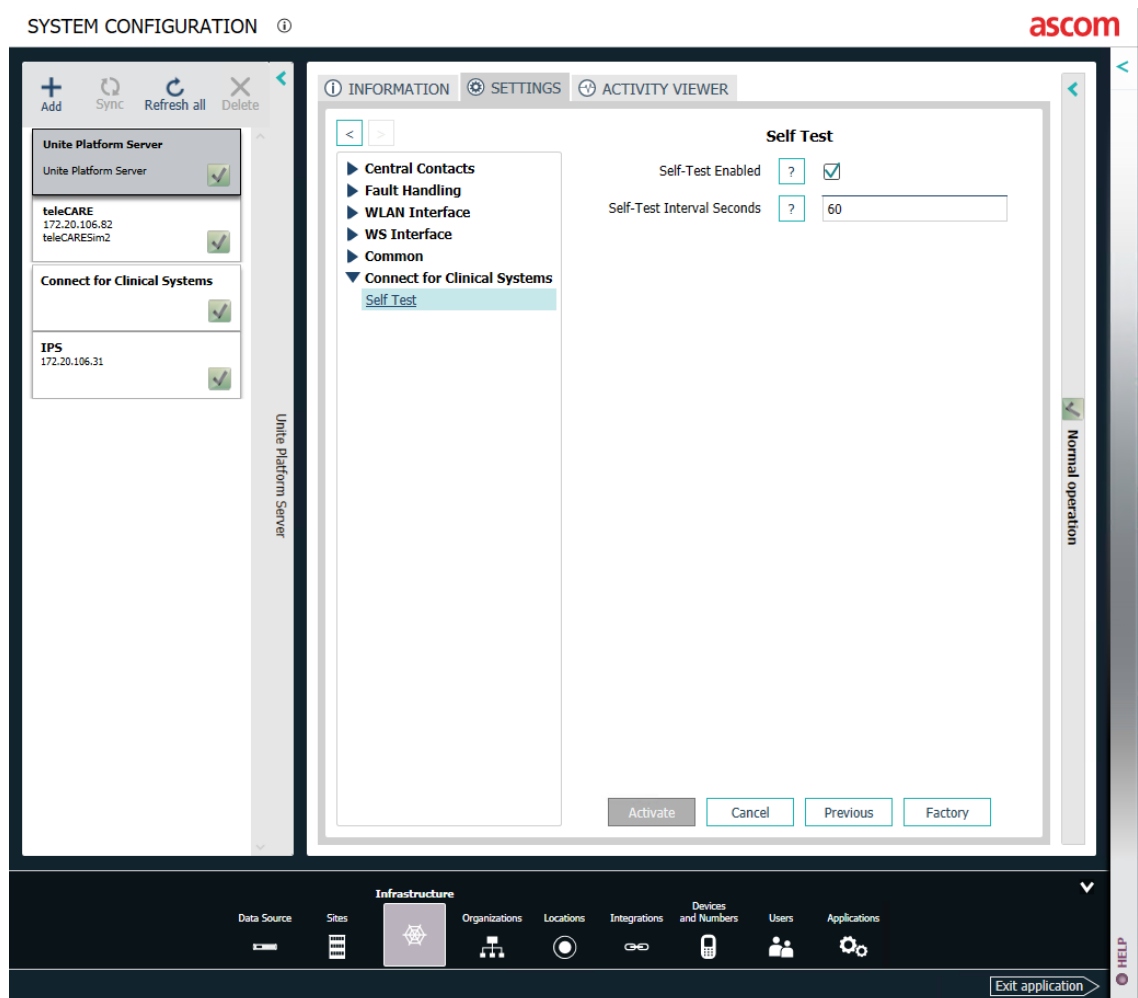 SYSTEM CONFIGURATION
ascom
Add
Sync
Refresh all
Delete
Unite Platform Server
Unite Platform Server
teleCARE
172.20.106.82
teleCARESim2
Connect for Clinical Systems
IPS
172.20.106.31
Unite Platform Server
INFORMATION
SETTINGS
ACTIVITY VIEWER
< >
Central Contacts
Fault Handling
WLAN Interface
WS Interface
Common
Connect for Clinical Systems
Self Test
Self Test
Self-Test Enabled ?
Self-Test Interval Seconds ? 60
Activate
Cancel
Previous
Factory
Normal operation
Data Source
Sites
Infrastructure
Organizations
Locations
Integrations
Devices
and Numbers
Users
Applications
HELP
Exit application